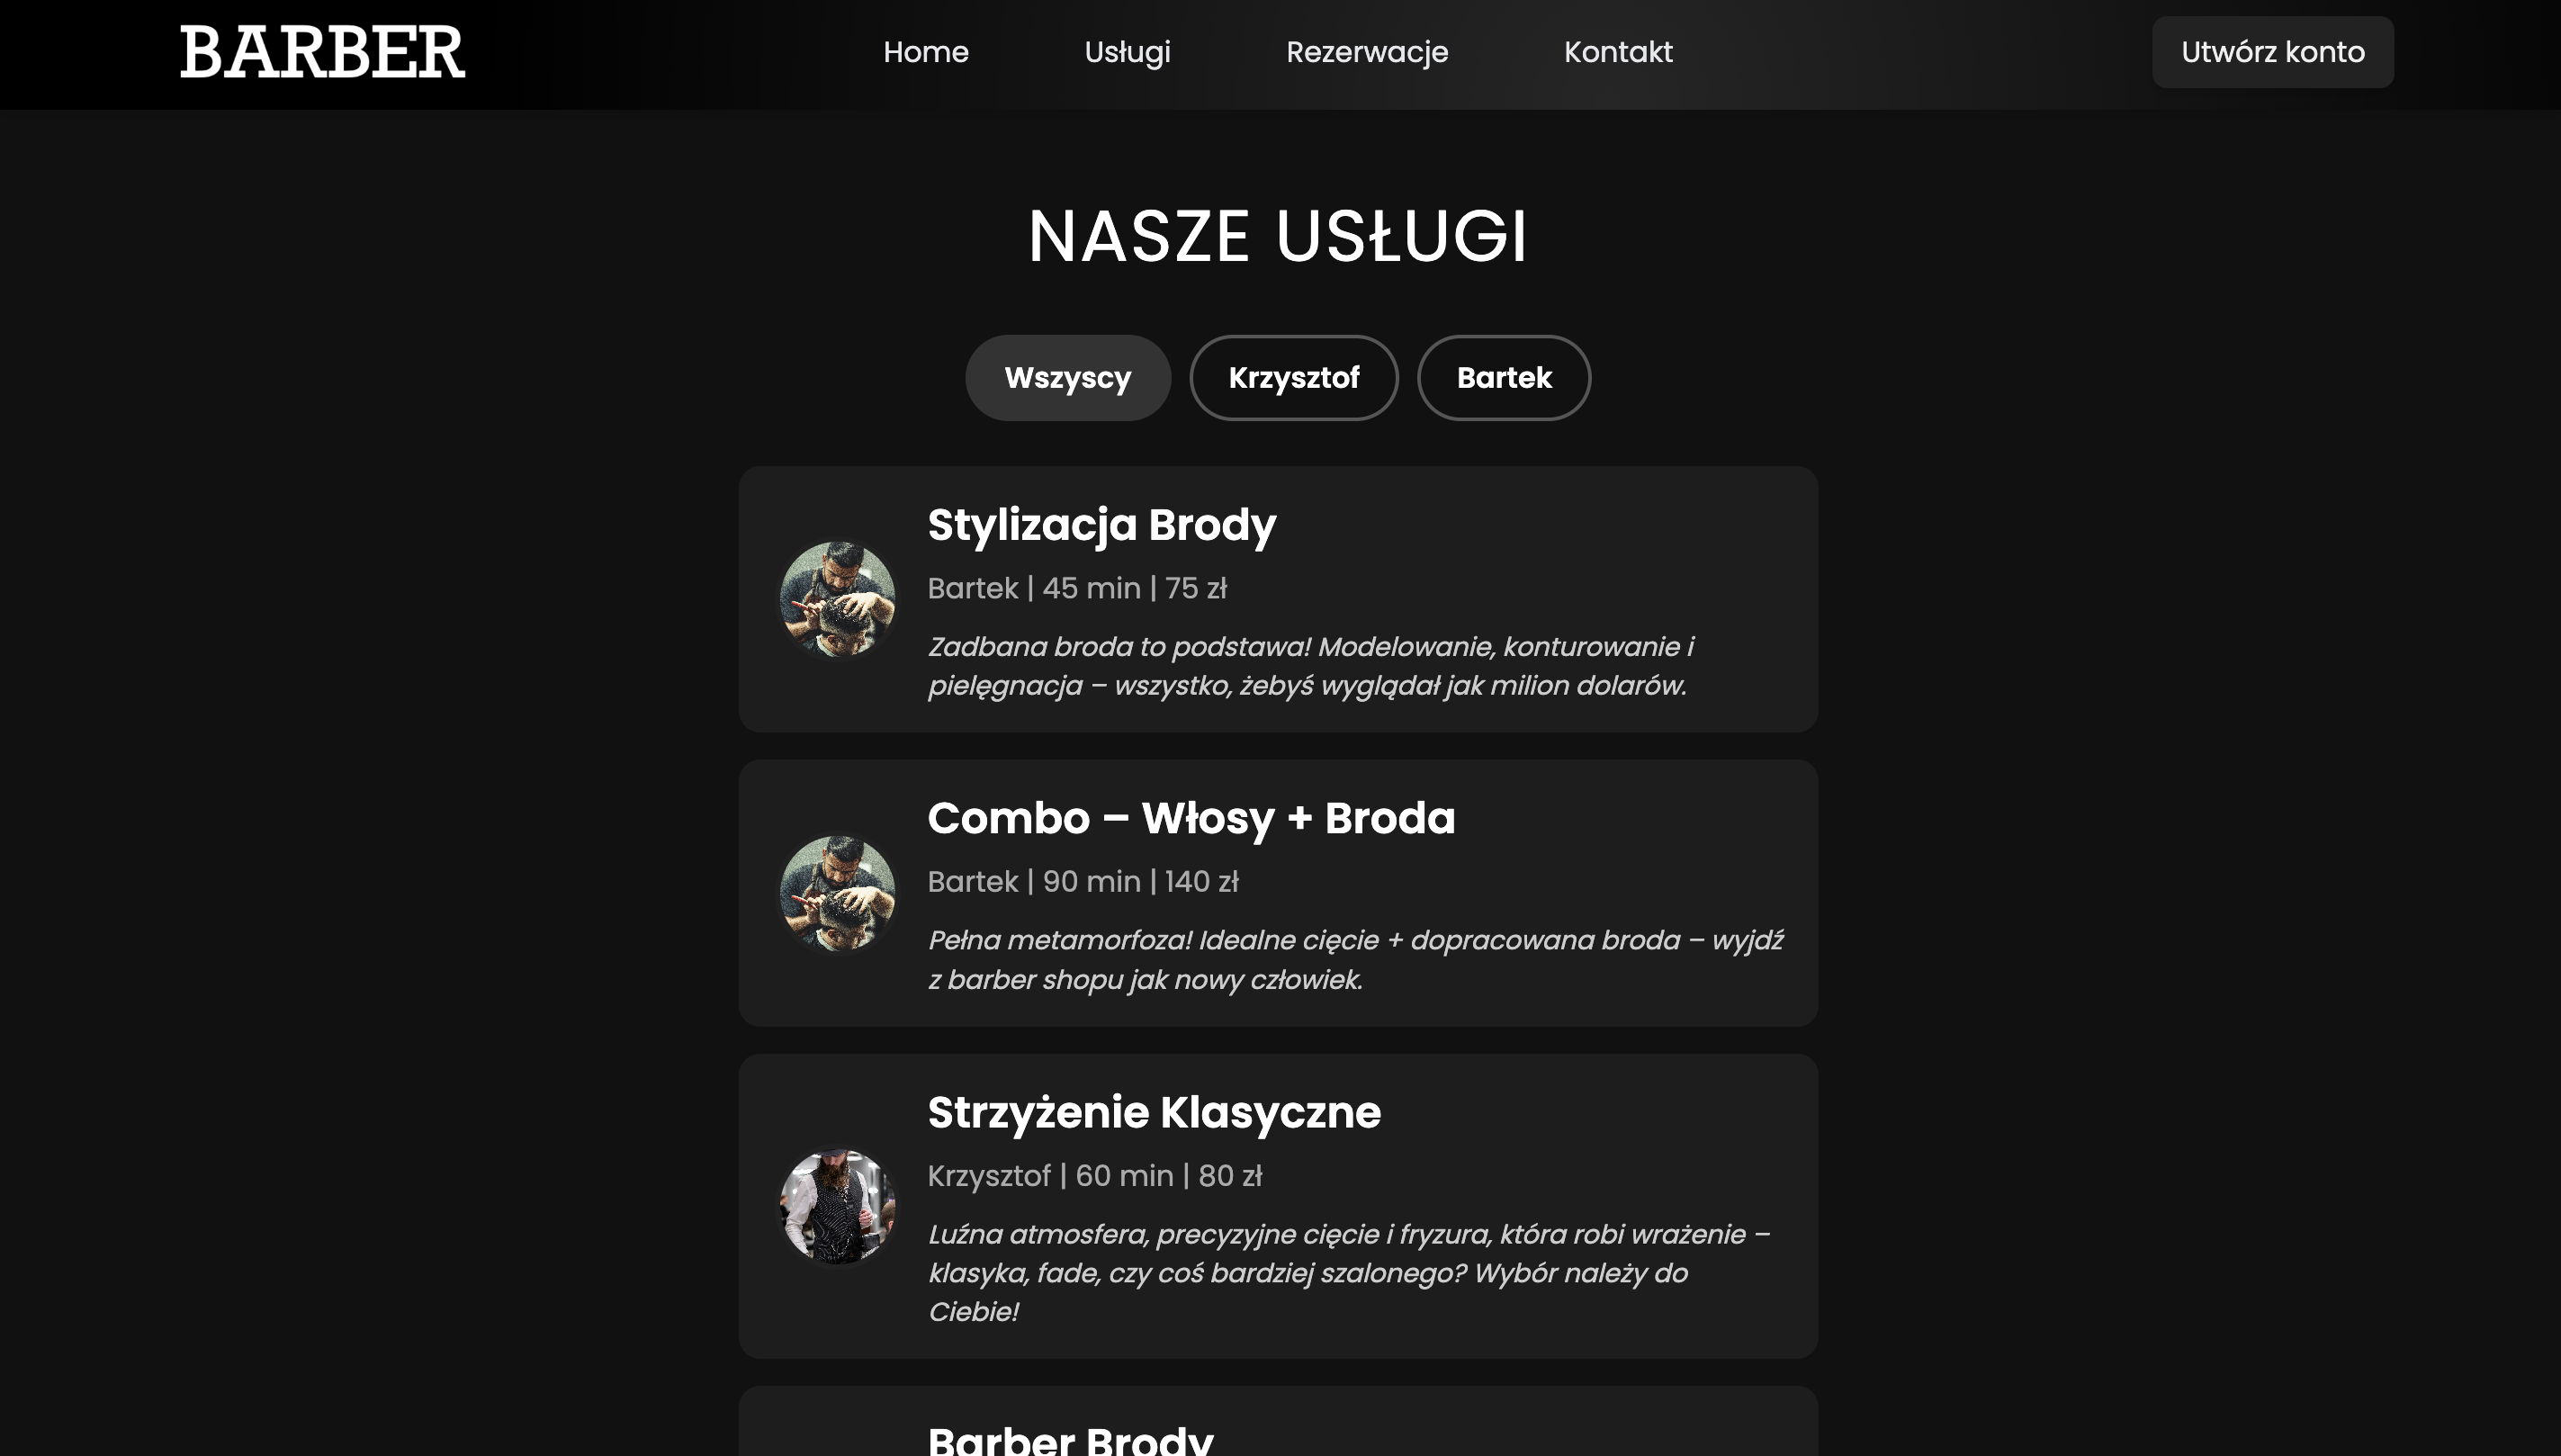 BARBER
Home
Usługi
Rezerwacje
Kontakt
Utwórz konto
NASZE USŁUGI
Wszyscy
Krzysztof
Bartek
Stylizacja Brody
Bartek | 45 min | 75 zł
Zadbana broda to podstawa! Modelowanie, konturowanie i
pielęgnacja – wszystko, żebyś wyglądał jak milion dolarów.
Combo – Włosy + Broda
Bartek | 90 min | 140 zł
Pełna metamorfoza! Idealne cięcie + dopracowana broda – wyjdź
z barber shopu jak nowy człowiek.
Strzyżenie Klasyczne
Krzysztof | 60 min | 80 zł
Luźna atmosfera, precyzyjne cięcie i fryzura, która robi wrażenie –
klasyka, fade, czy coś bardziej szalonego? Wybór należy do
Ciebie!
Barber Brody